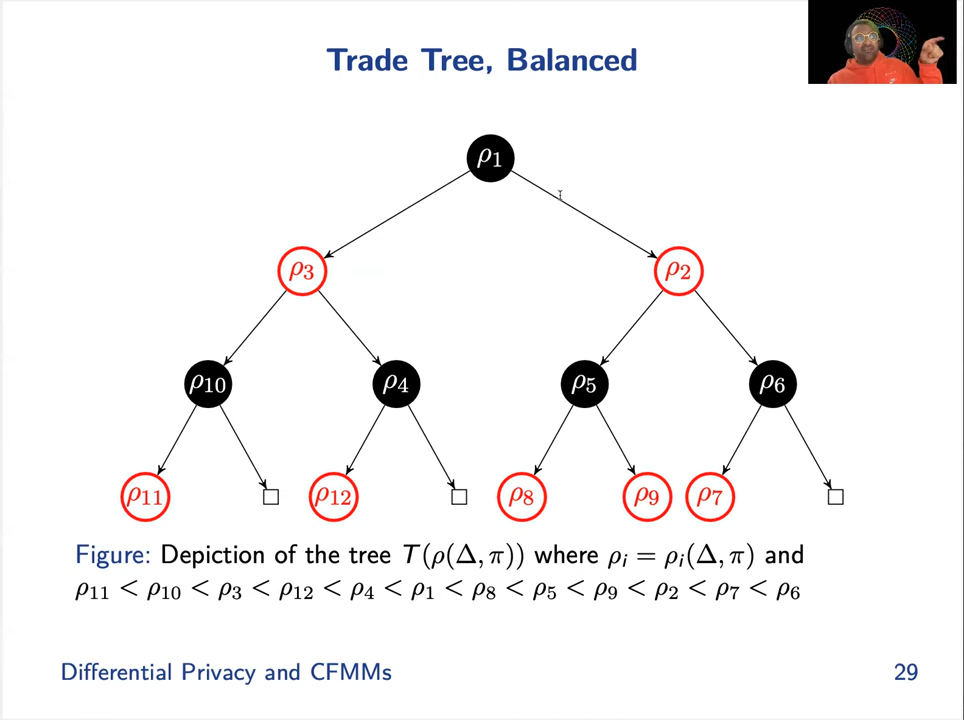 Trade Tree, Balanced
ρ1
ρ3 ρ2
ρ10 ρ4 ρ5 ρ6
ρ11 ρ12 ρ8 ρ9 ρ7
Figure: Depiction of the tree T(ρ(Δ, π)) where ρi = ρi(Δ, π) and
ρ11 < ρ10 < ρ3 < ρ12 < ρ4 < ρ1 < ρ8 < ρ5 < ρ9 < ρ2 < ρ7 < ρ6
Differential Privacy and CFMMs 29